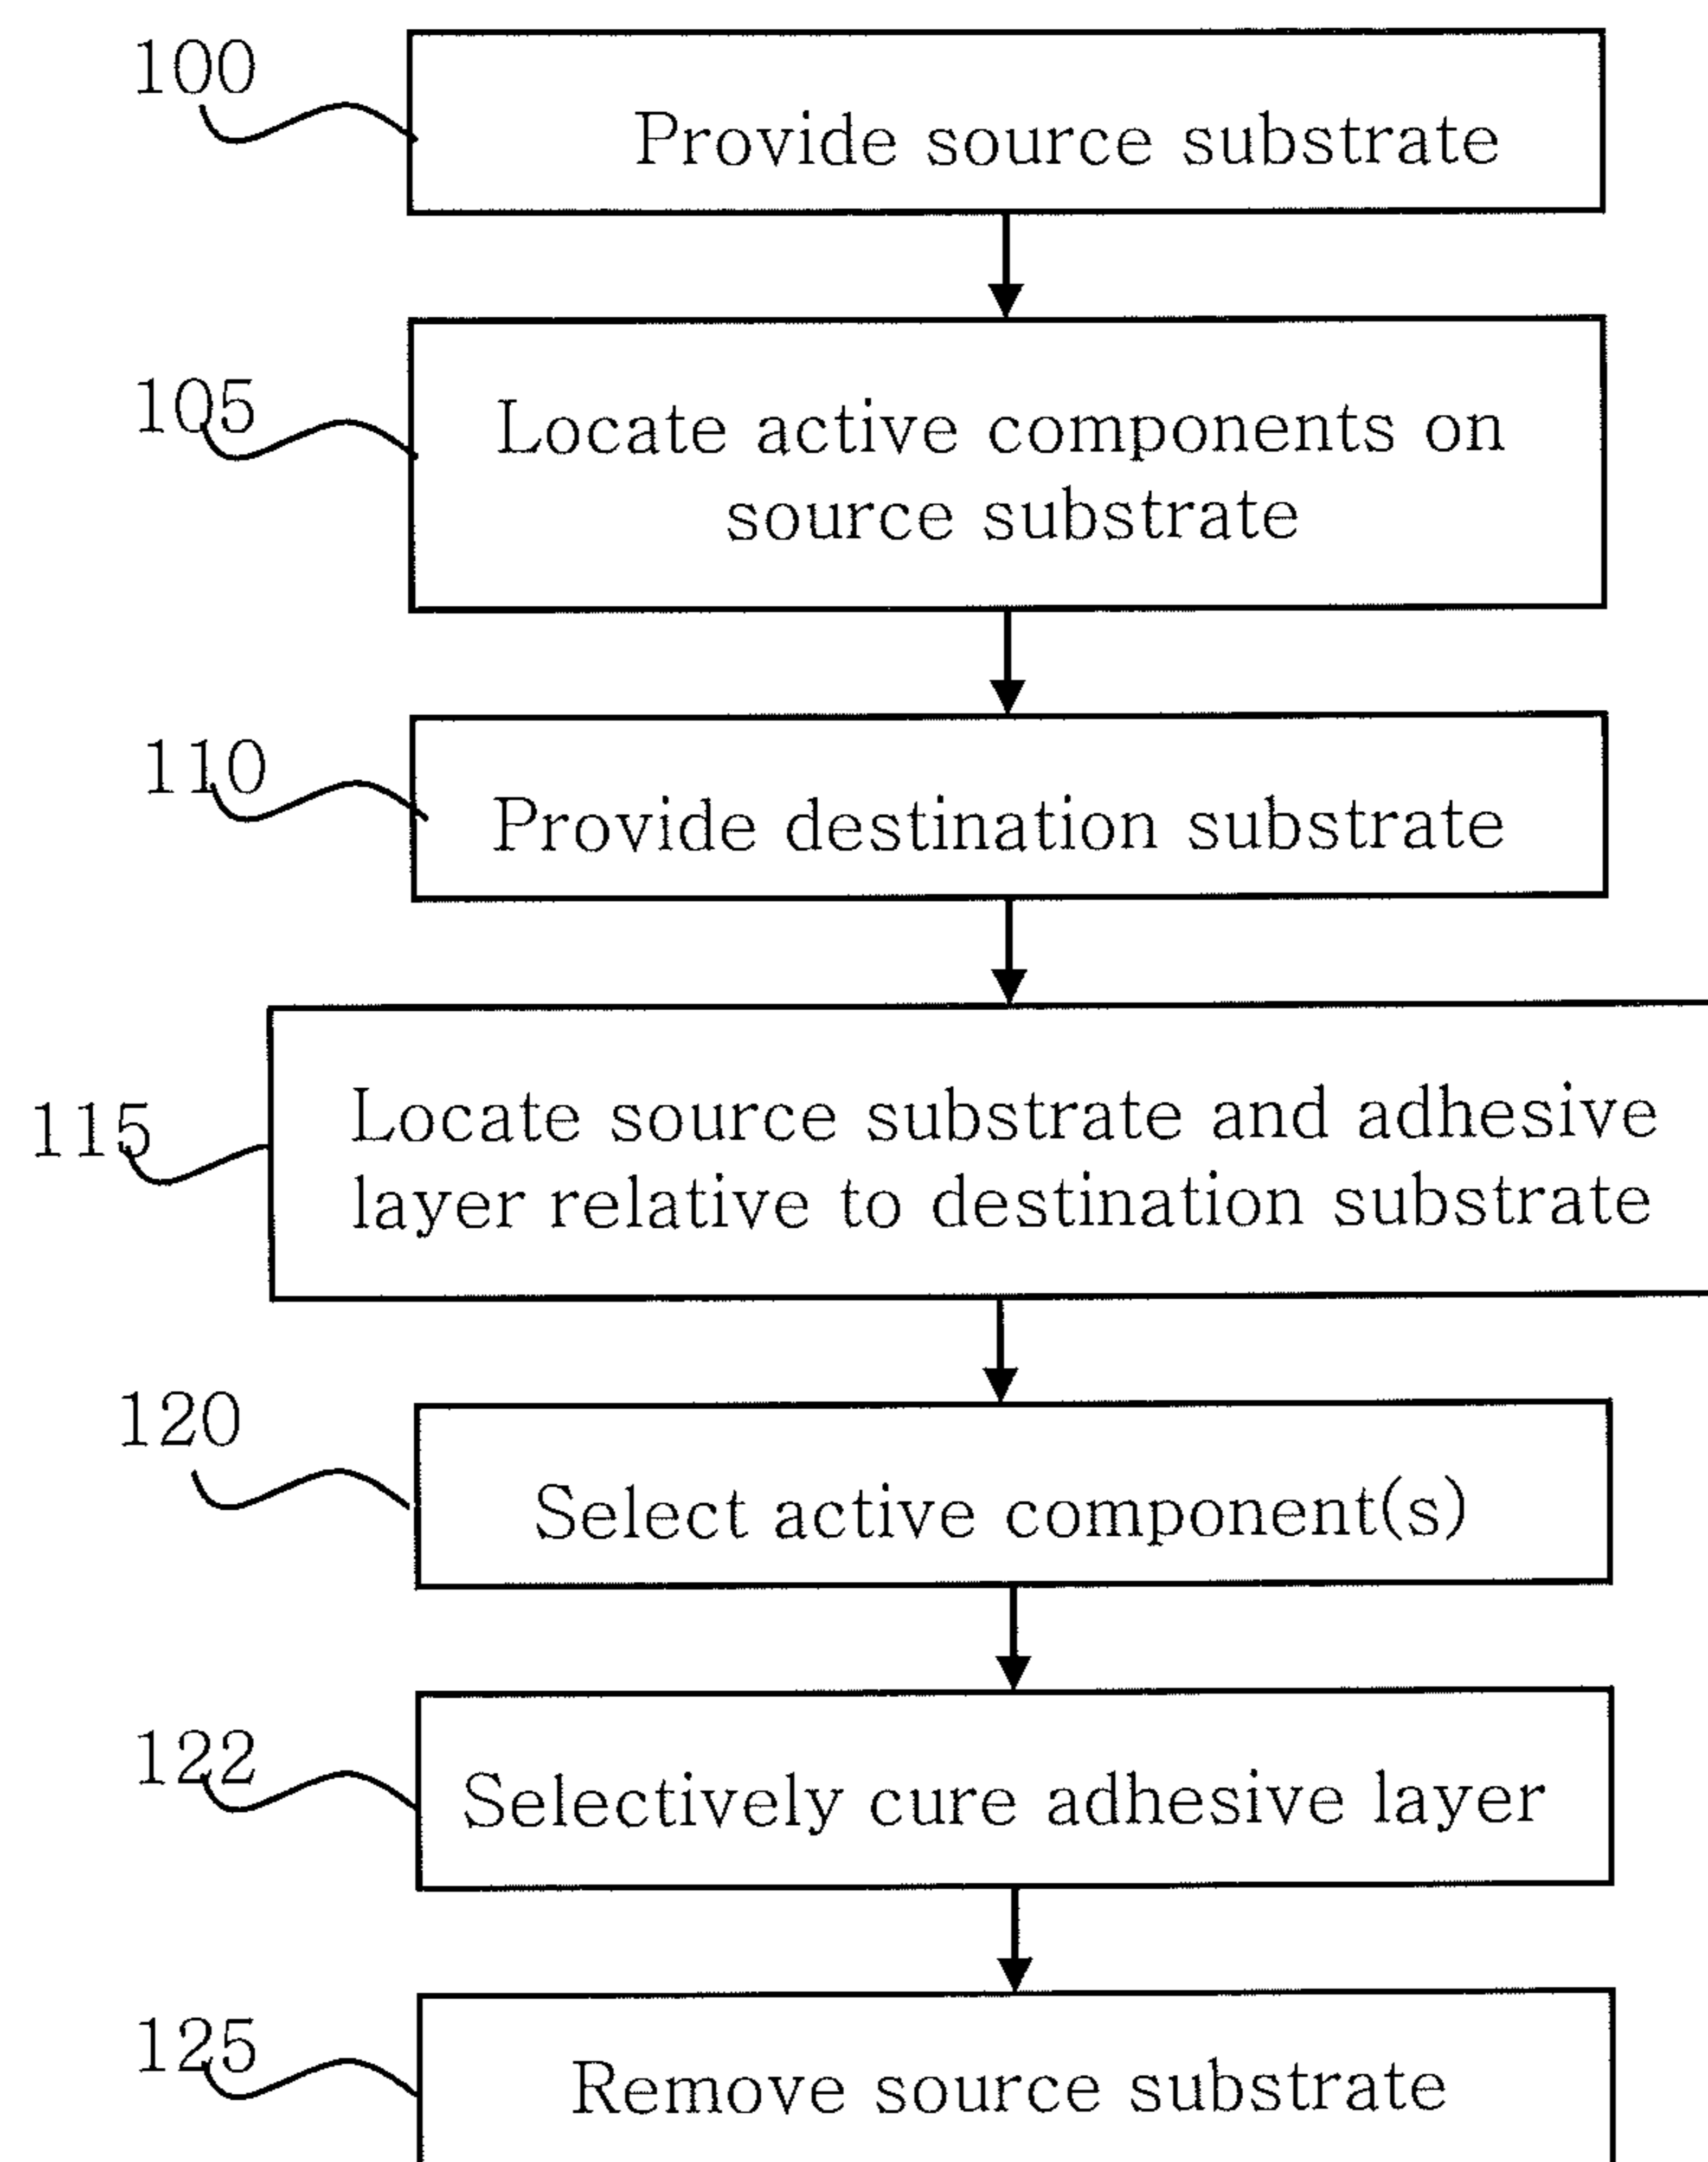 100
Provide source substrate
105
Locate active components on
source substrate
110
Provide destination substrate
115
Locate source substrate and adhesive
layer relative to destination substrate
120
Select active component(s)
122
Selectively cure adhesive layer
125
Remove source substrate